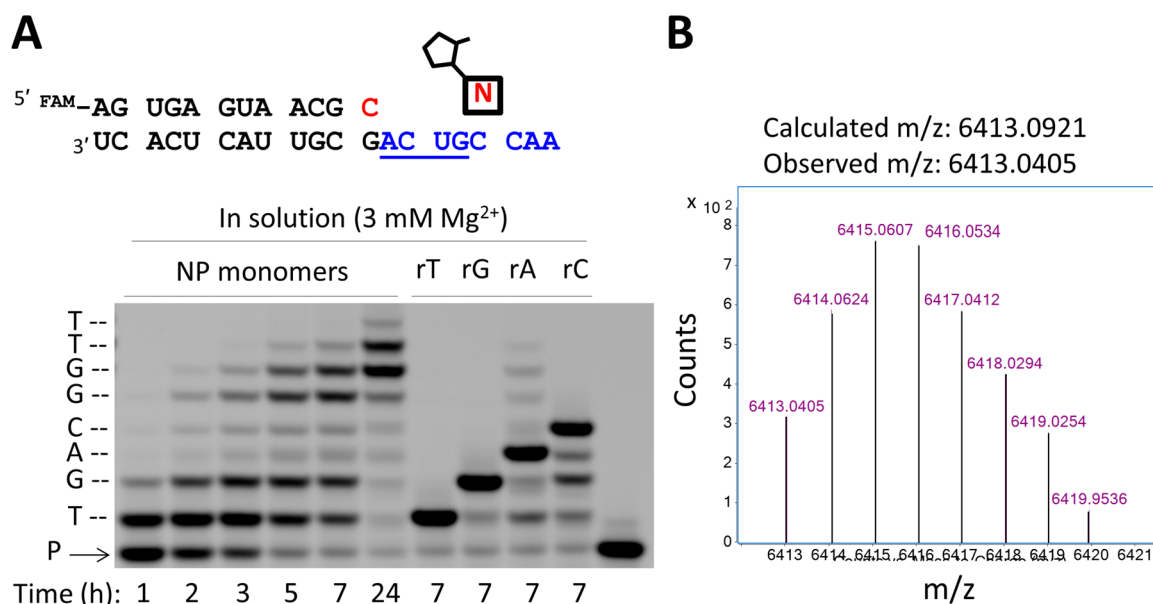 A
N
5′ FAM–AG UGA GUA ACG C
3′ UC ACU CAU UGC GAC UGC CAA
In solution (3 mM Mg2+)
NP monomers rT rG rA rC
T --
T --
G --
G --
C --
A --
G --
T --
P
Time (h): 1 2 3 5 7 24 7 7 7 7
B
Calculated m/z: 6413.0921
Observed m/z: 6413.0405
x 10 2
Counts
8
7
6
5
4
3
2
1
0
6413.0405
6414.0624
6415.0607
6416.0534
6417.0412
6418.0294
6419.0254
6419.9536
6413 6414 6415 6416 6417 6418 6419 6420 6421
m/z